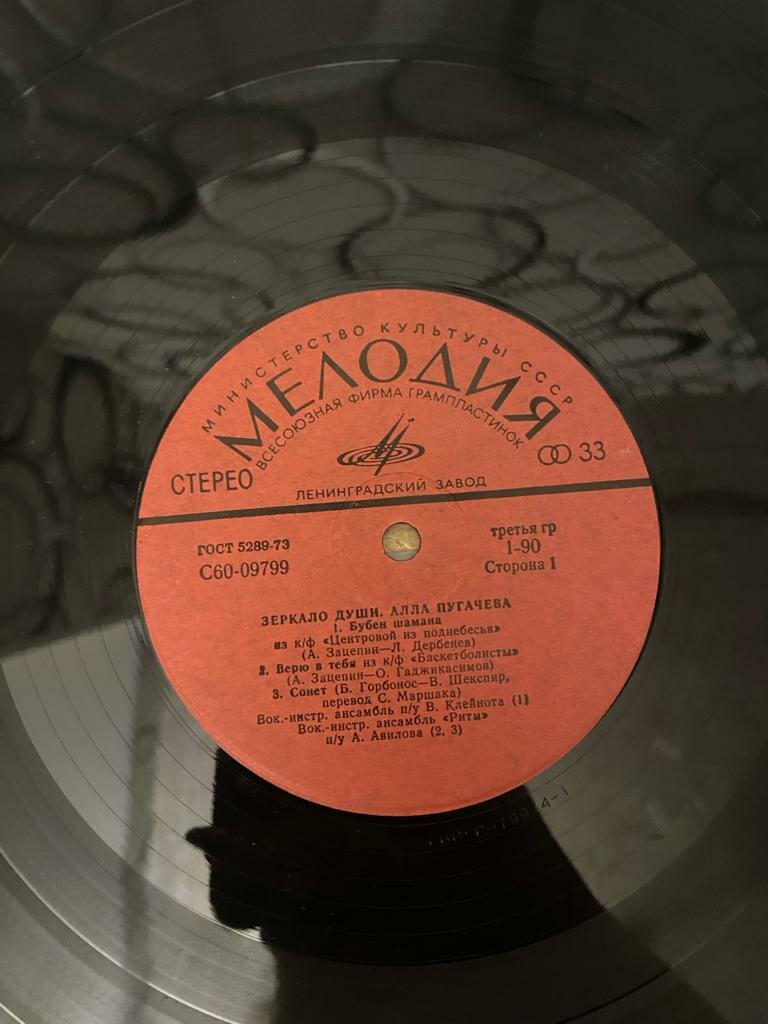 МИНИСТЕРСТВО КУЛЬТУРЫ СССР
МЕЛОДИЯ
ВСЕСОЮЗНАЯ ФИРМА ГРАМПЛАСТИНОК
СТЕРЕО
33
ЛЕНИНГРАДСКИЙ ЗАВОД
ГОСТ 5289-73
С60-09799
третья гр
1-90
Сторона 1
ЗЕРКАЛО ДУШИ. АЛЛА ПУГАЧЕВА
1. Бубен шамана
из к/ф «Центровой из поднебесья»
(А. Зацепин—Л. Дербенев)
2. Верю в тебя из к/ф «Баскетболисты»
(А. Зацепин—О. Гаджикасимов)
3. Сонет (Б. Горбонос—В. Шекспир,
перевод С. Маршака)
Вок.-инстр. ансамбль п/у В. Клейнота (1)
Вок.-инстр. ансамбль «Ритм»
п/у А. Авилова (2, 3)